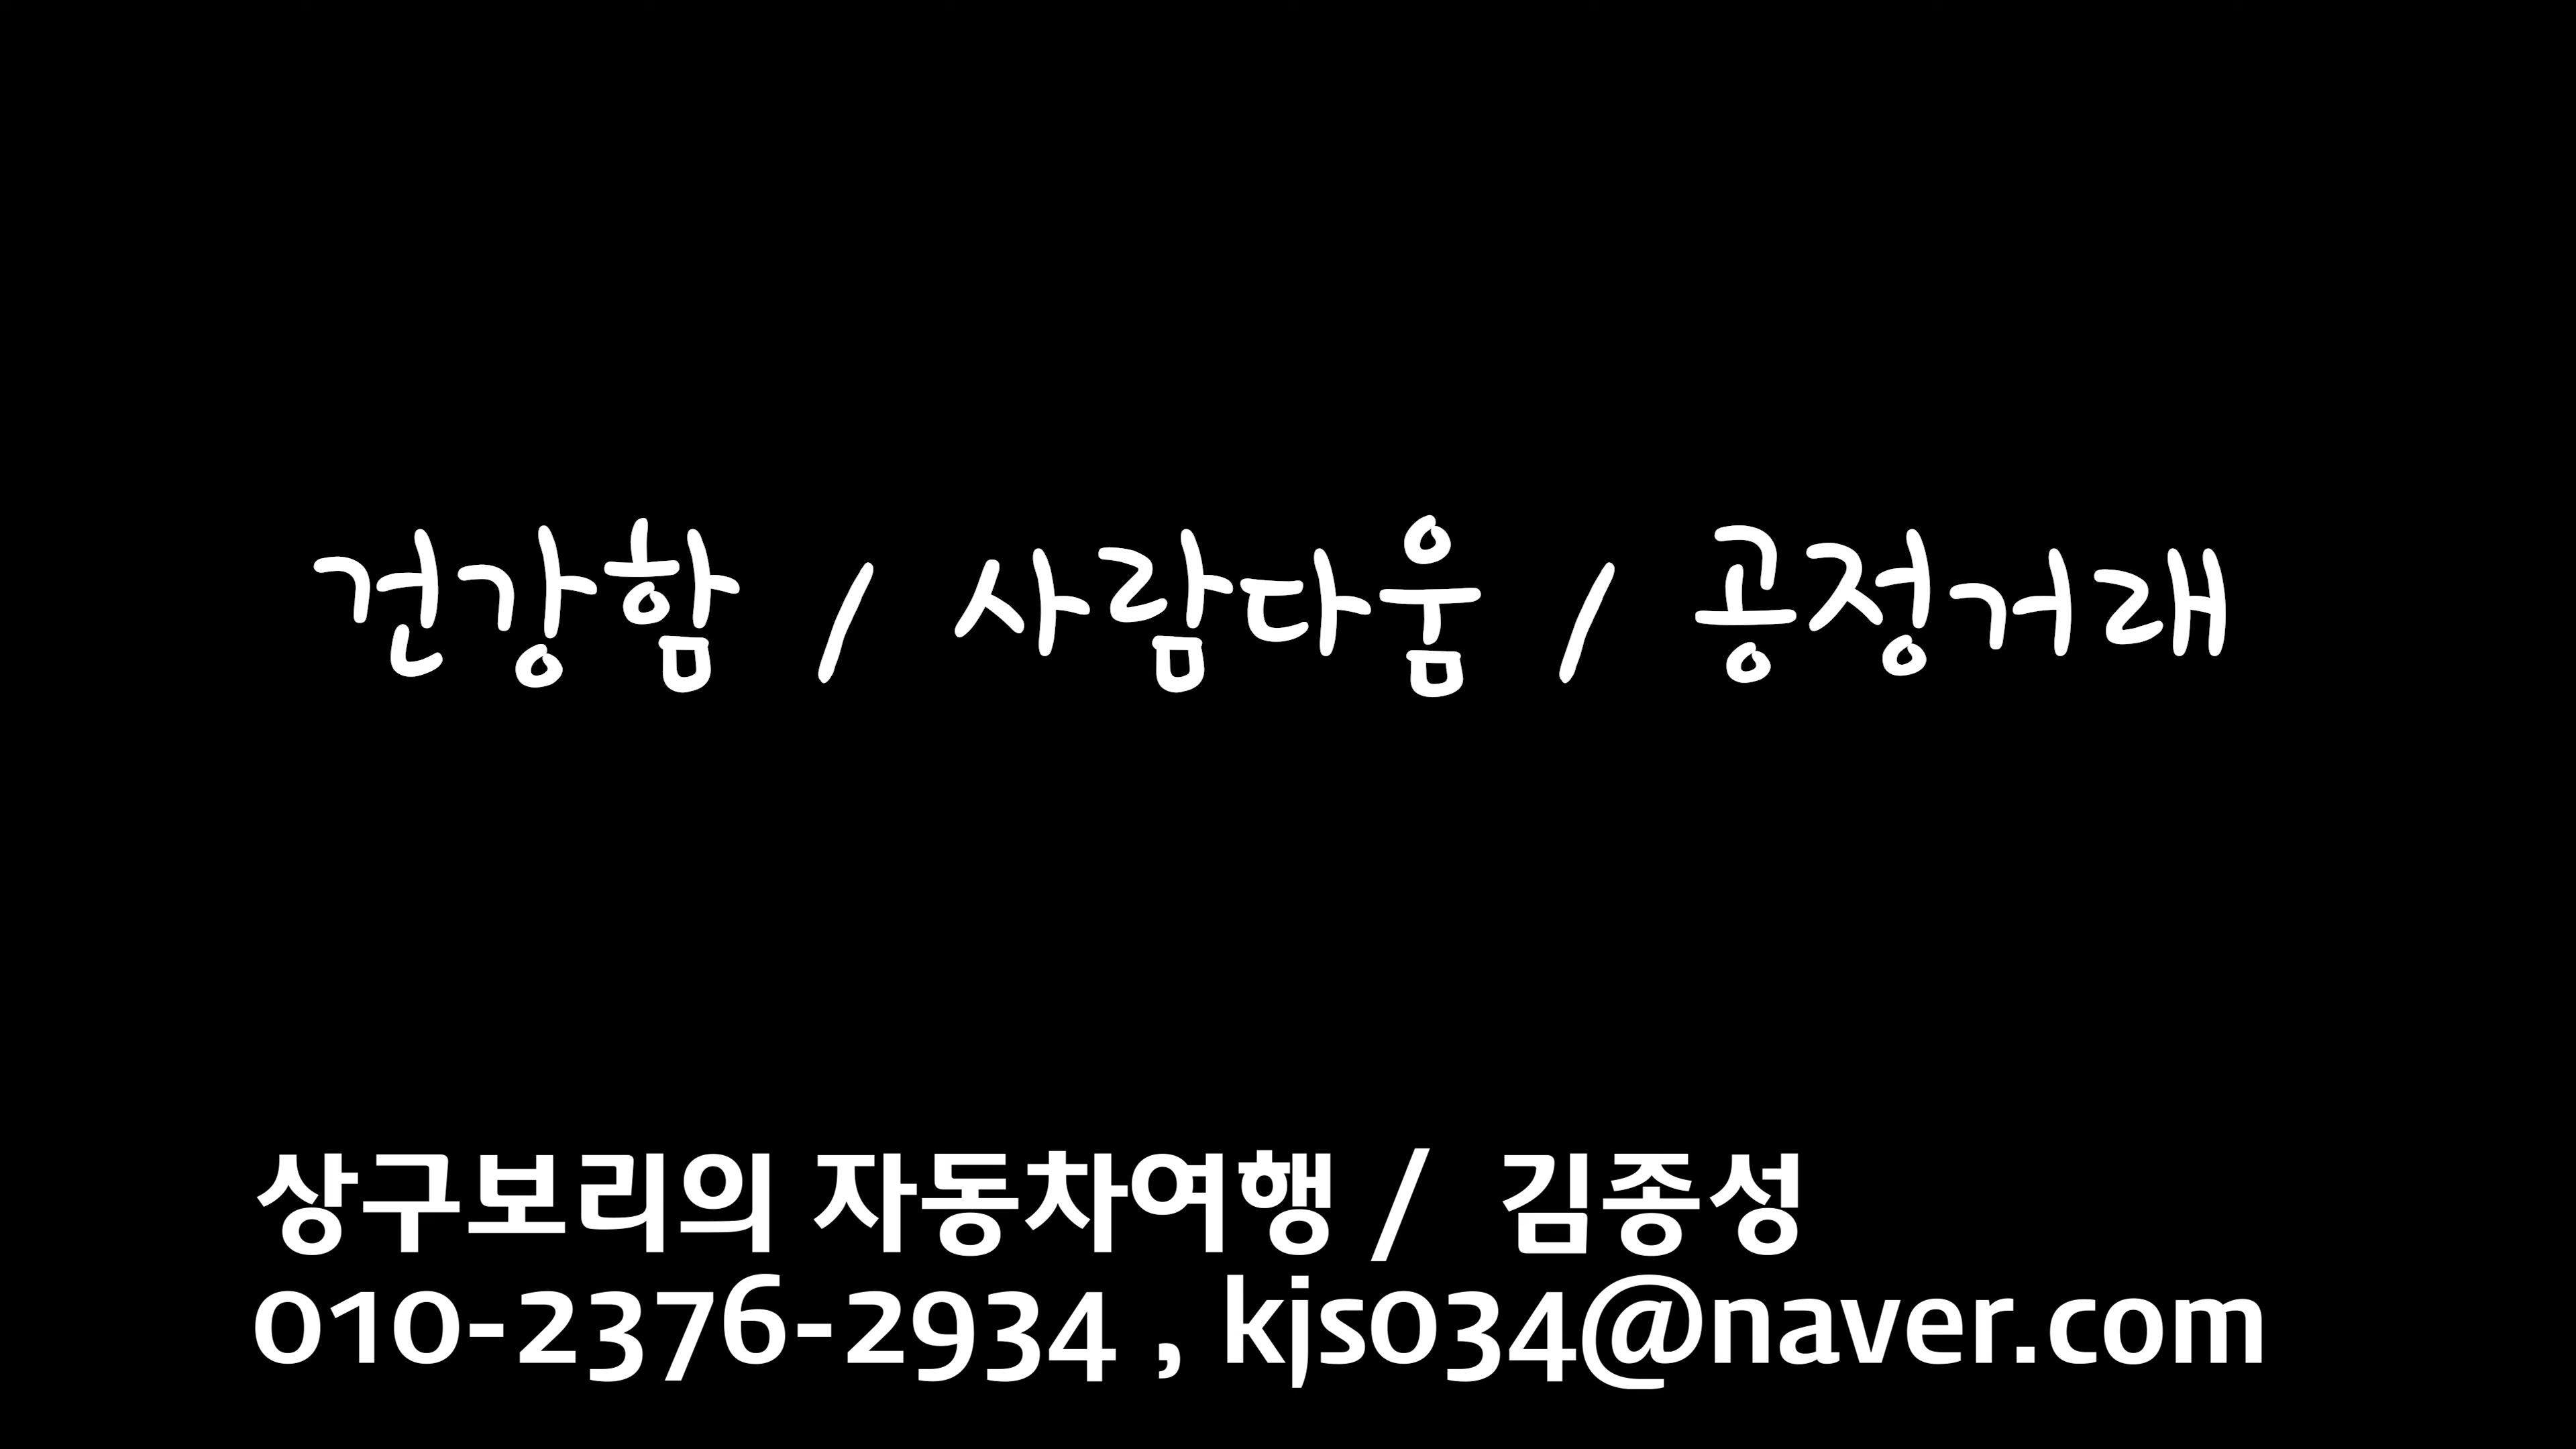 건강함 / 사람다움 / 공정거래
상구보리의 자동차여행 / 김종성
010-2376-2934 , kjs034@naver.com